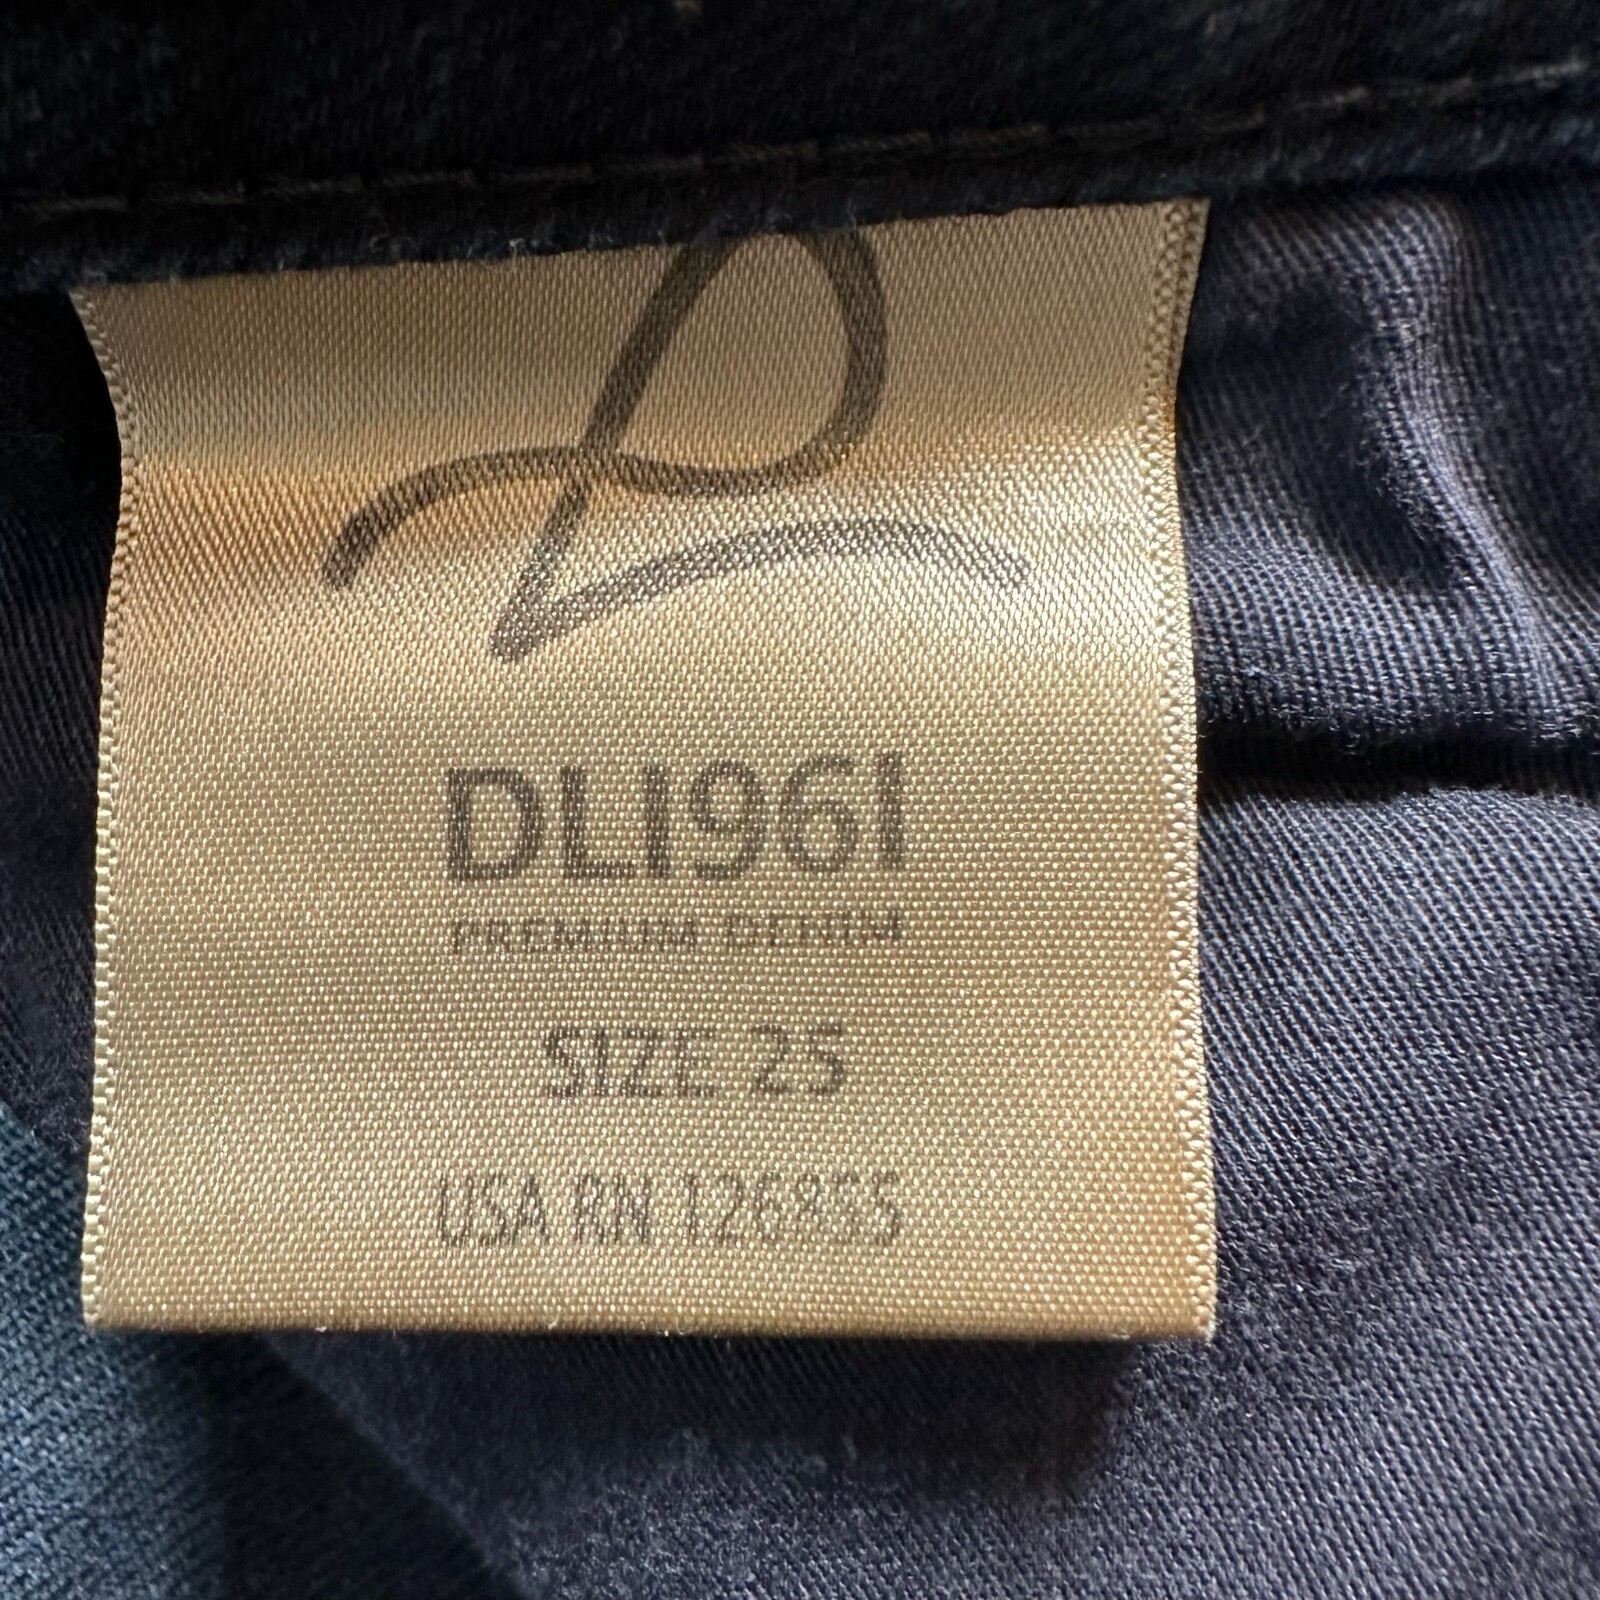 DL1961
PREMIUM DENIM
SIZE 25
USA RN 126855